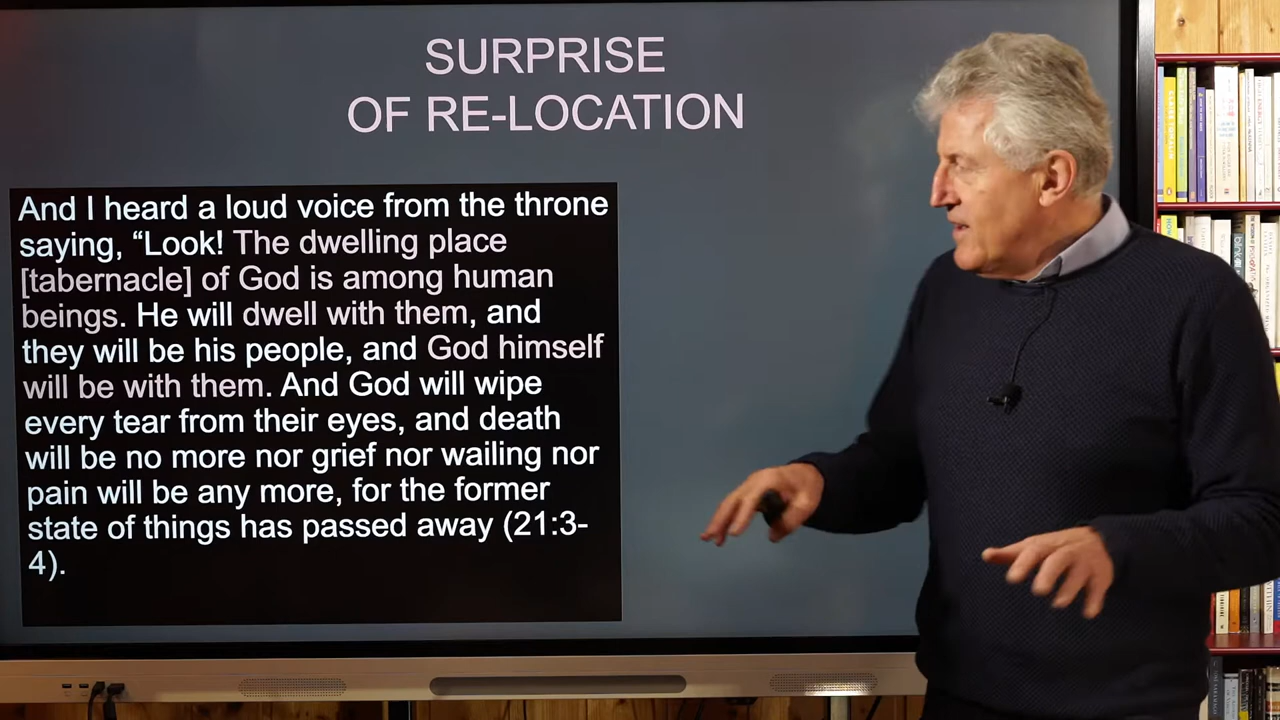 SURPRISE
OF RE-LOCATION
And I heard a loud voice from the throne
saying, “Look! The dwelling place
[tabernacle] of God is among human
beings. He will dwell with them, and
they will be his people, and God himself
will be with them. And God will wipe
every tear from their eyes, and death
will be no more nor grief nor wailing nor
pain will be any more, for the former
state of things has passed away (21:3-
4).